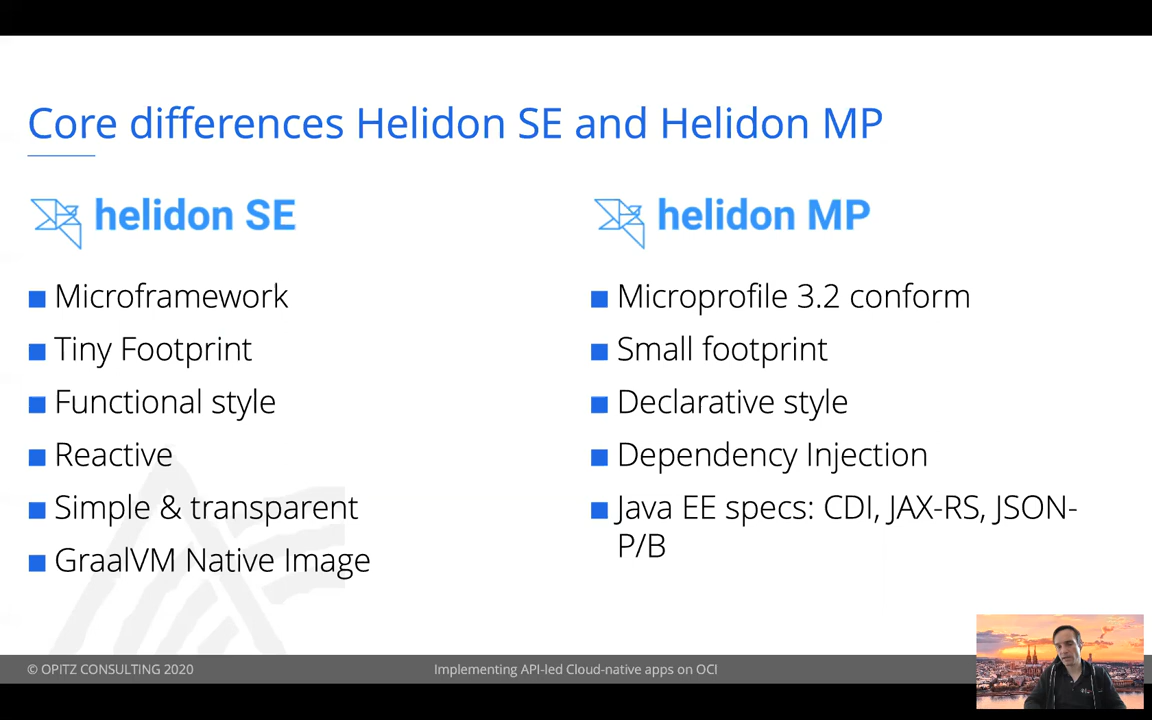 Core differences Helidon SE and Helidon MP
helidon SE
Microframework
Tiny Footprint
Functional style
Reactive
Simple & transparent
GraalVM Native Image
helidon MP
Microprofile 3.2 conform
Small footprint
Declarative style
Dependency Injection
Java EE specs: CDI, JAX-RS, JSON-
P/B
© OPITZ CONSULTING 2020
Implementing API-led Cloud-native apps on OCI